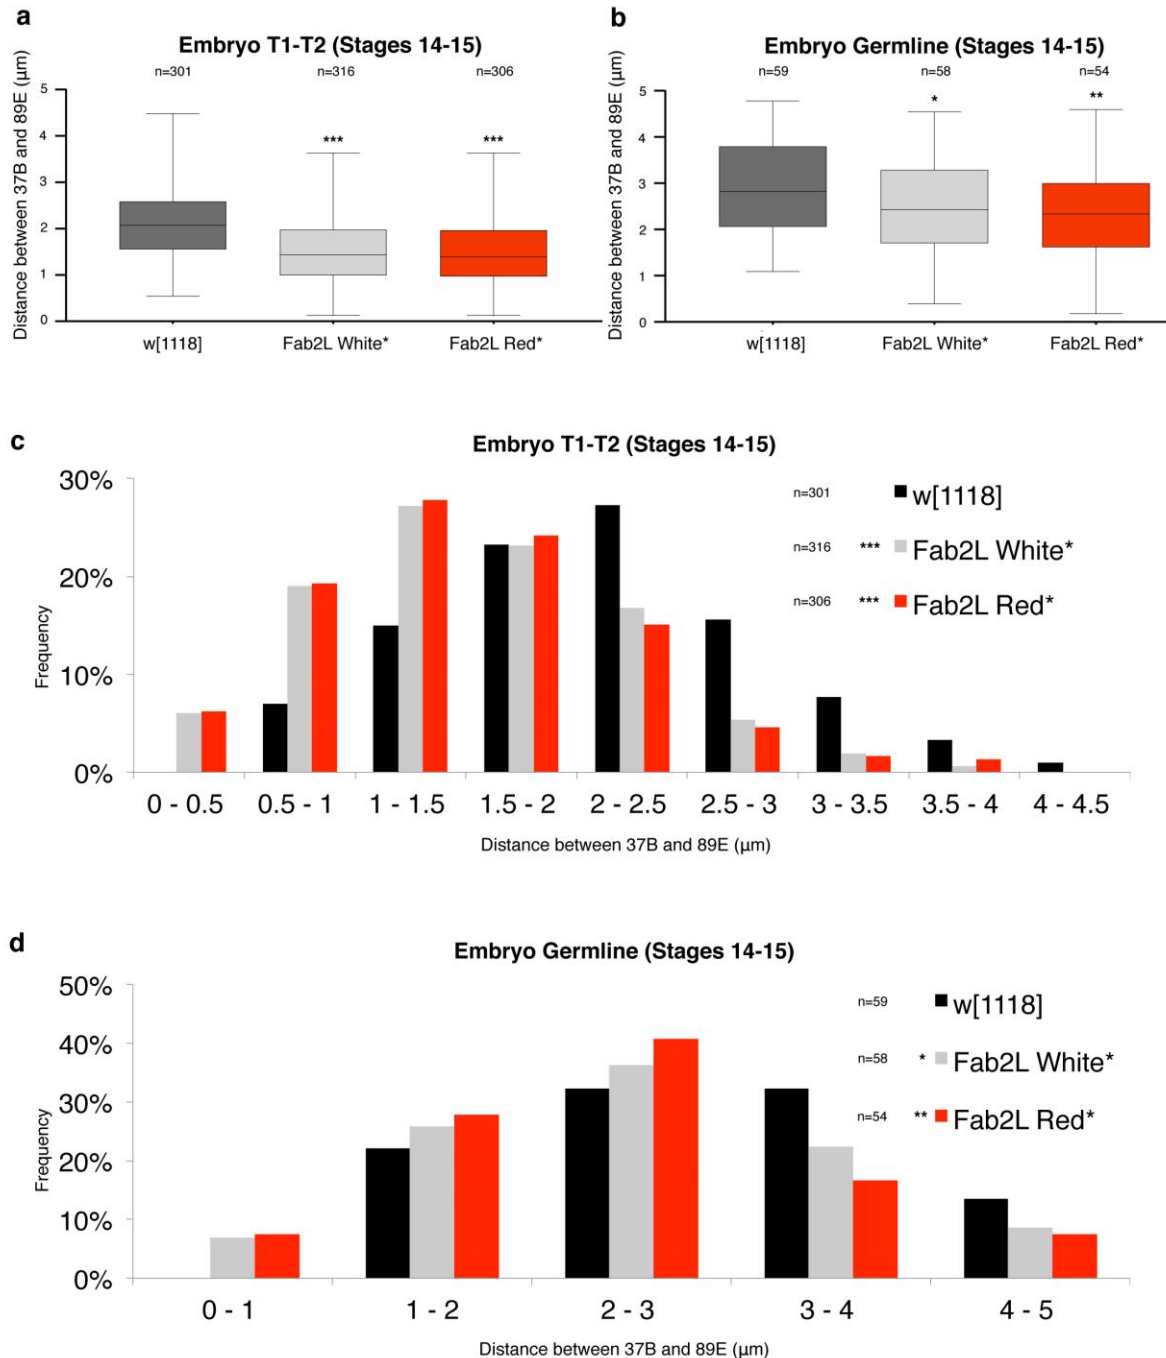 a
Embryo T1-T2 (Stages 14-15)
n=301 n=316 n=306
Distance between 37B and 89E (µm)
5
4
3
2
1
0
*** ***
w[1118] Fab2L White* Fab2L Red*
b
Embryo Germline (Stages 14-15)
n=59 n=58 n=54
Distance between 37B and 89E (µm)
5
4
3
2
1
0
* **
w[1118] Fab2L White* Fab2L Red*
c
Embryo T1-T2 (Stages 14-15)
Frequency
30%
20%
10%
0%
n=301 w[1118]
n=316 *** Fab2L White*
n=306 *** Fab2L Red*
0 - 0.5 0.5 - 1 1 - 1.5 1.5 - 2 2 - 2.5 2.5 - 3 3 - 3.5 3.5 - 4 4 - 4.5
Distance between 37B and 89E (µm)
d
Embryo Germline (Stages 14-15)
Frequency
50%
40%
30%
20%
10%
0%
n=59 w[1118]
n=58 * Fab2L White*
n=54 ** Fab2L Red*
0 - 1 1 - 2 2 - 3 3 - 4 4 - 5
Distance between 37B and 89E (µm)